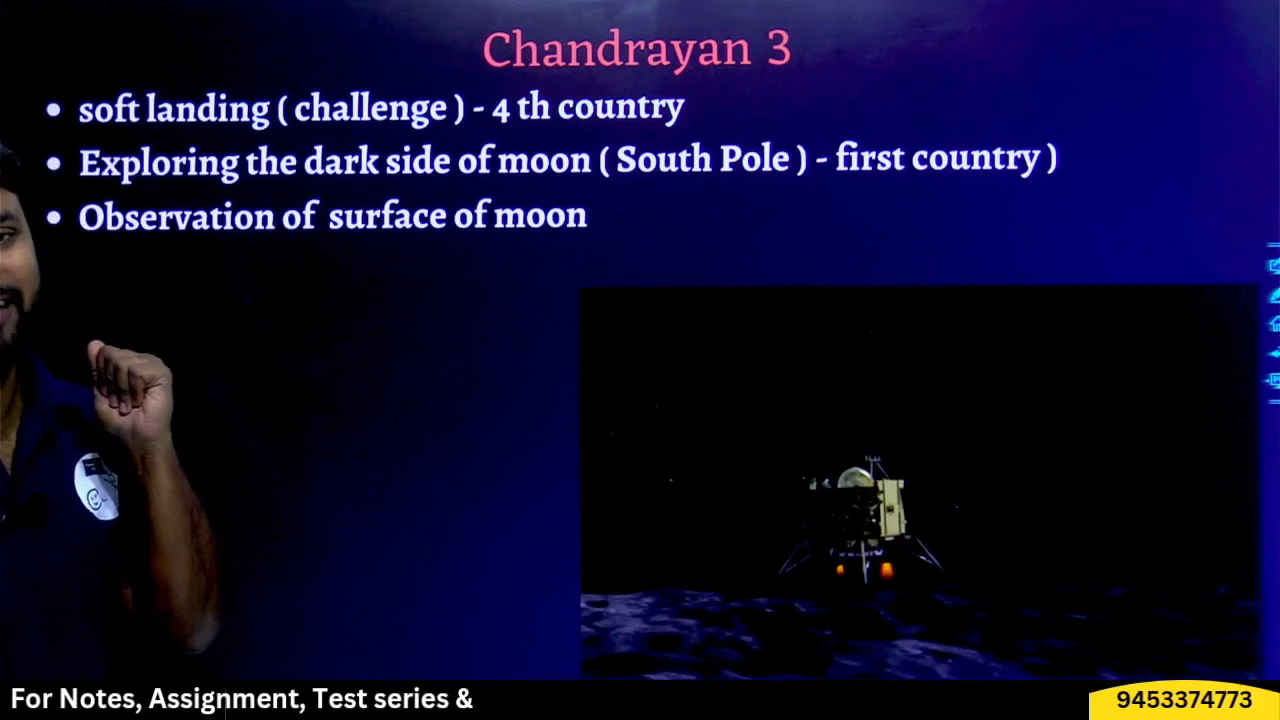 Chandrayan 3
• soft landing ( challenge ) - 4 th country
• Exploring the dark side of moon ( South Pole ) - first country )
• Observation of surface of moon
For Notes, Assignment, Test series &
9453374773